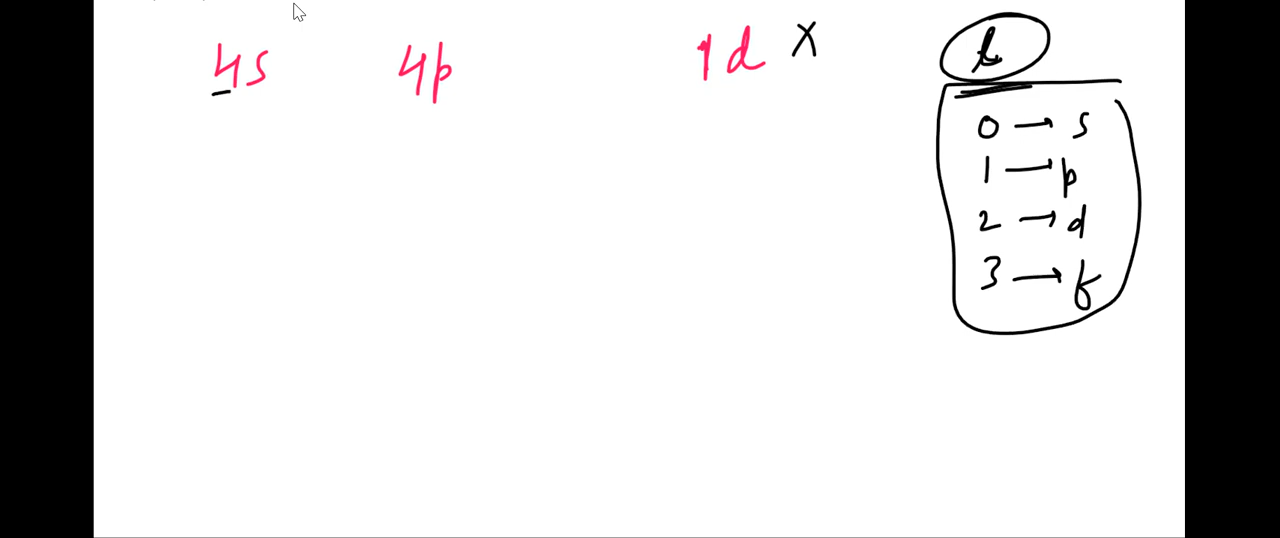 4s 4p 1d X
l
0 → s
1 → p
2 → d
3 → f